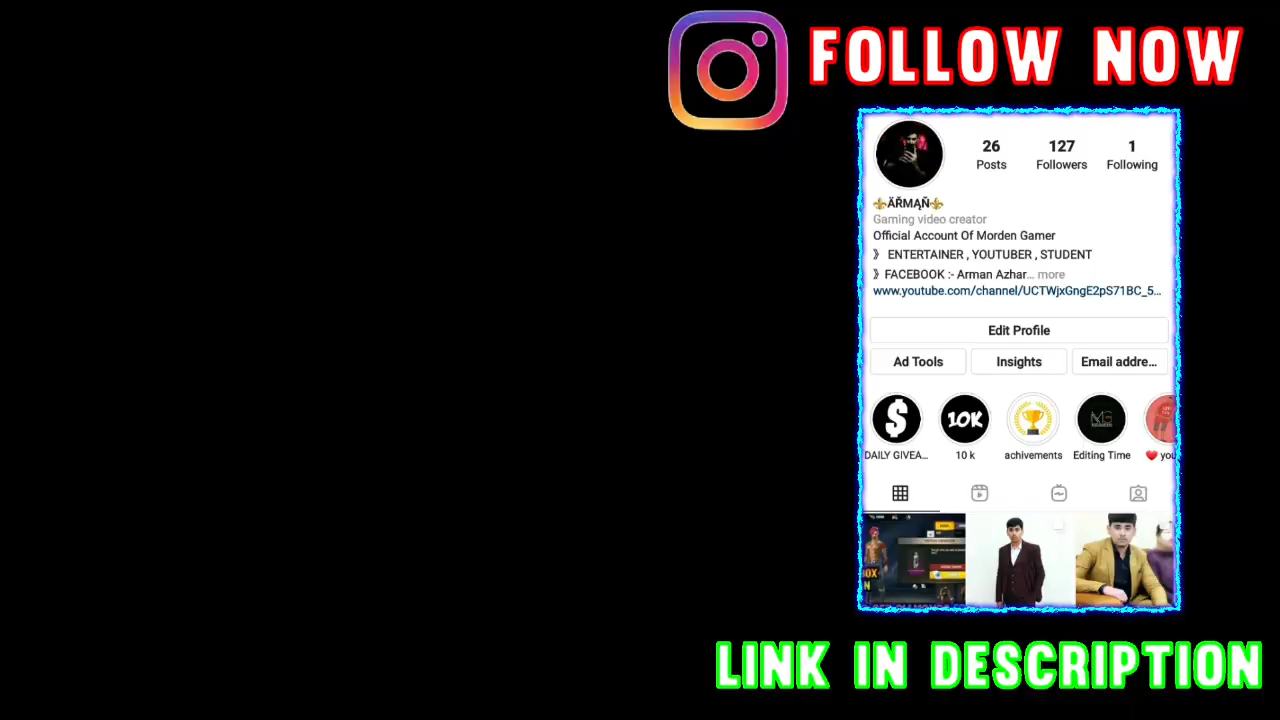 FOLLOW NOW
26 127 1
Posts Followers Following
⚜️ÄŘMĄÑ⚜️
Gaming video creator
Official Account Of Morden Gamer
》 ENTERTAINER , YOUTUBER , STUDENT
》FACEBOOK :- Arman Azhar... more
www.youtube.com/channel/UCTWjxGngE2pS71BC_5...
Edit Profile
Ad Tools Insights Email addre...
$ 10K MG
DAILY GIVEA... 10 k achivements Editing Time ❤️ you
LINK IN DESCRIPTION